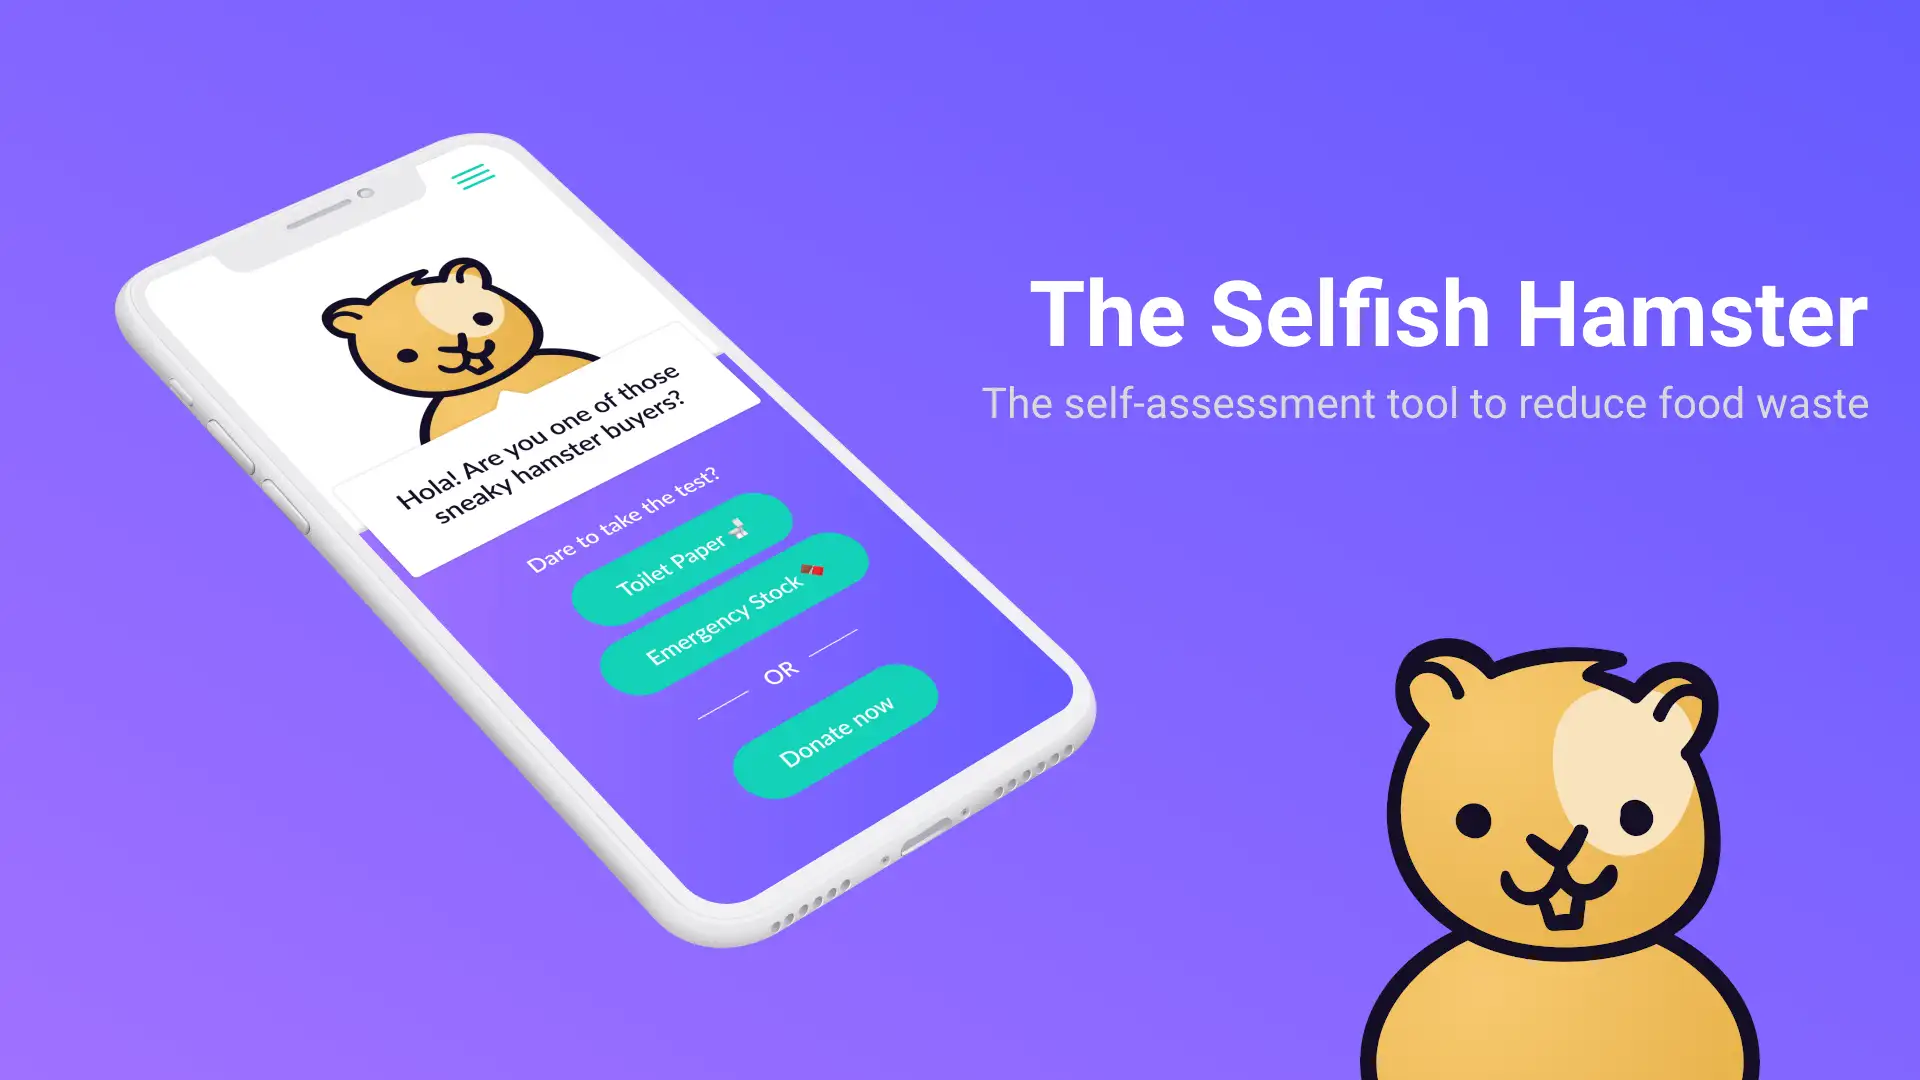 The Selfish Hamster
The self-assessment tool to reduce food waste
Hola! Are you one of those
sneaky hamster buyers?
Dare to take the test?
Toilet Paper
Emergency Stock
OR
Donate now